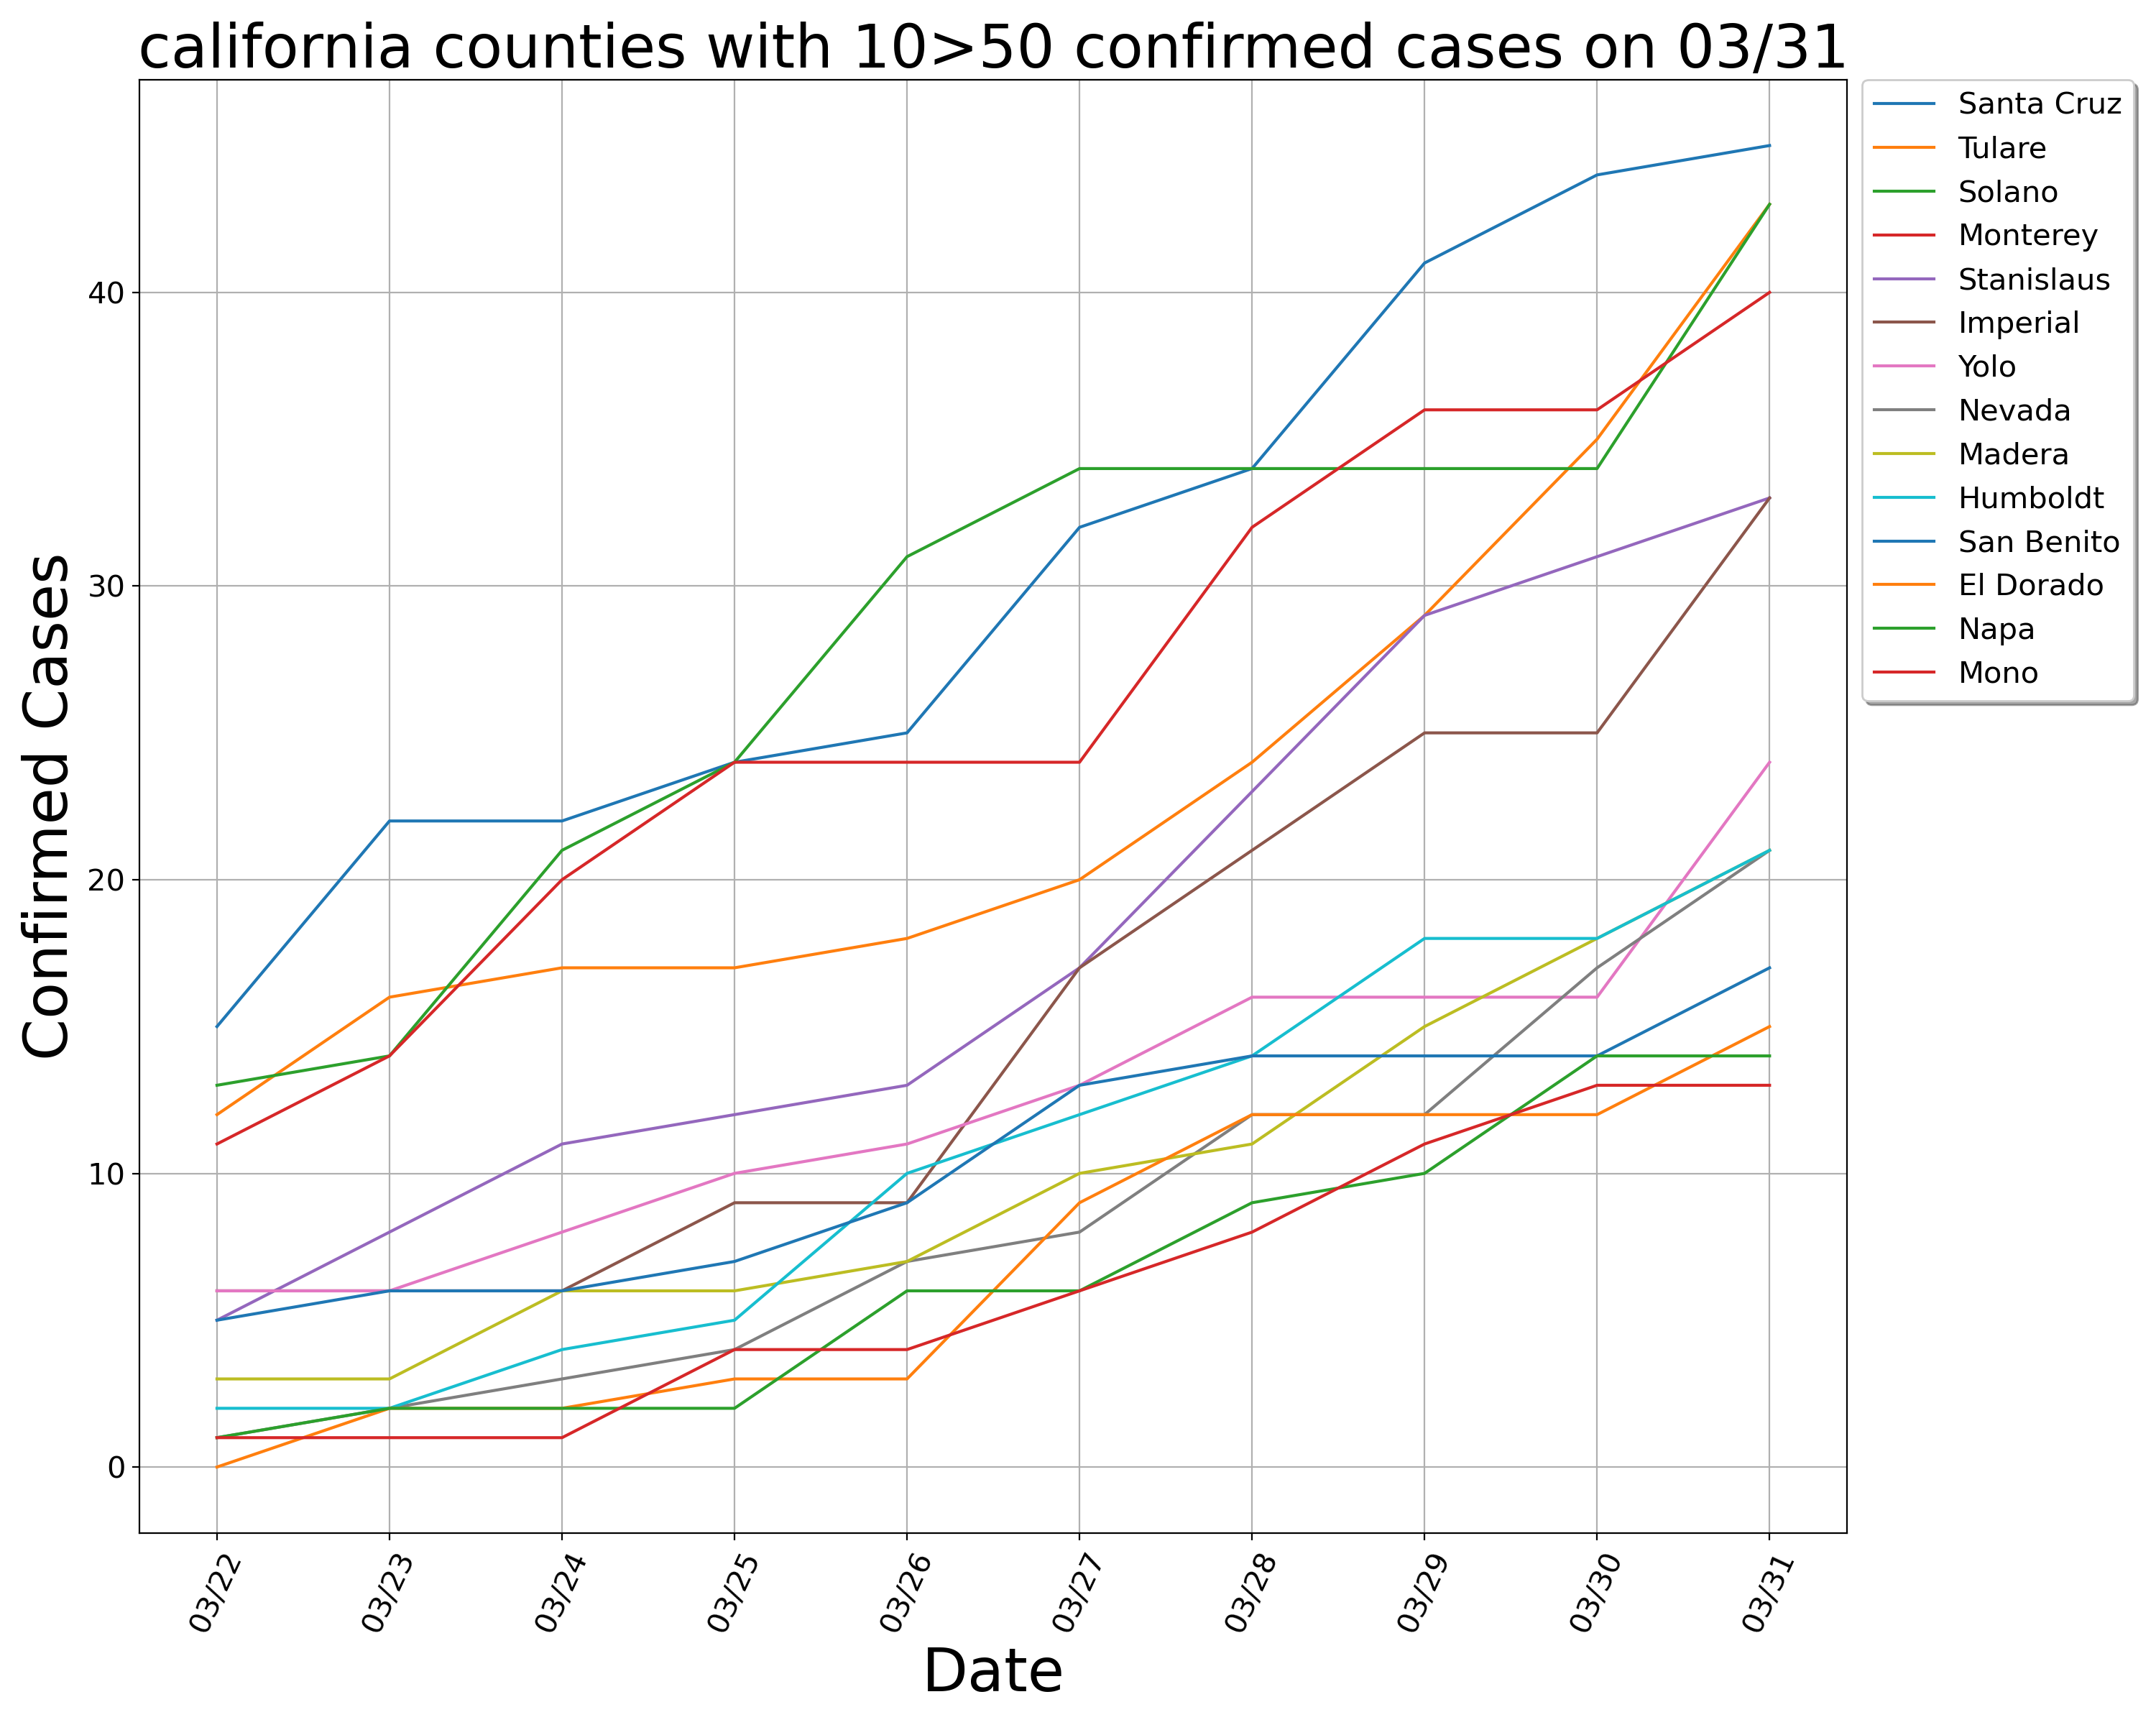 california counties with 10>50 confirmed cases on 03/31
Santa Cruz
Tulare
Solano
Monterey
Stanislaus
Imperial
Yolo
Nevada
Madera
Humboldt
San Benito
El Dorado
Napa
Mono
Confirmed Cases
40
30
20
10
0
03/22
03/23
03/24
03/25
03/26
03/27
03/28
03/29
03/30
03/31
Date